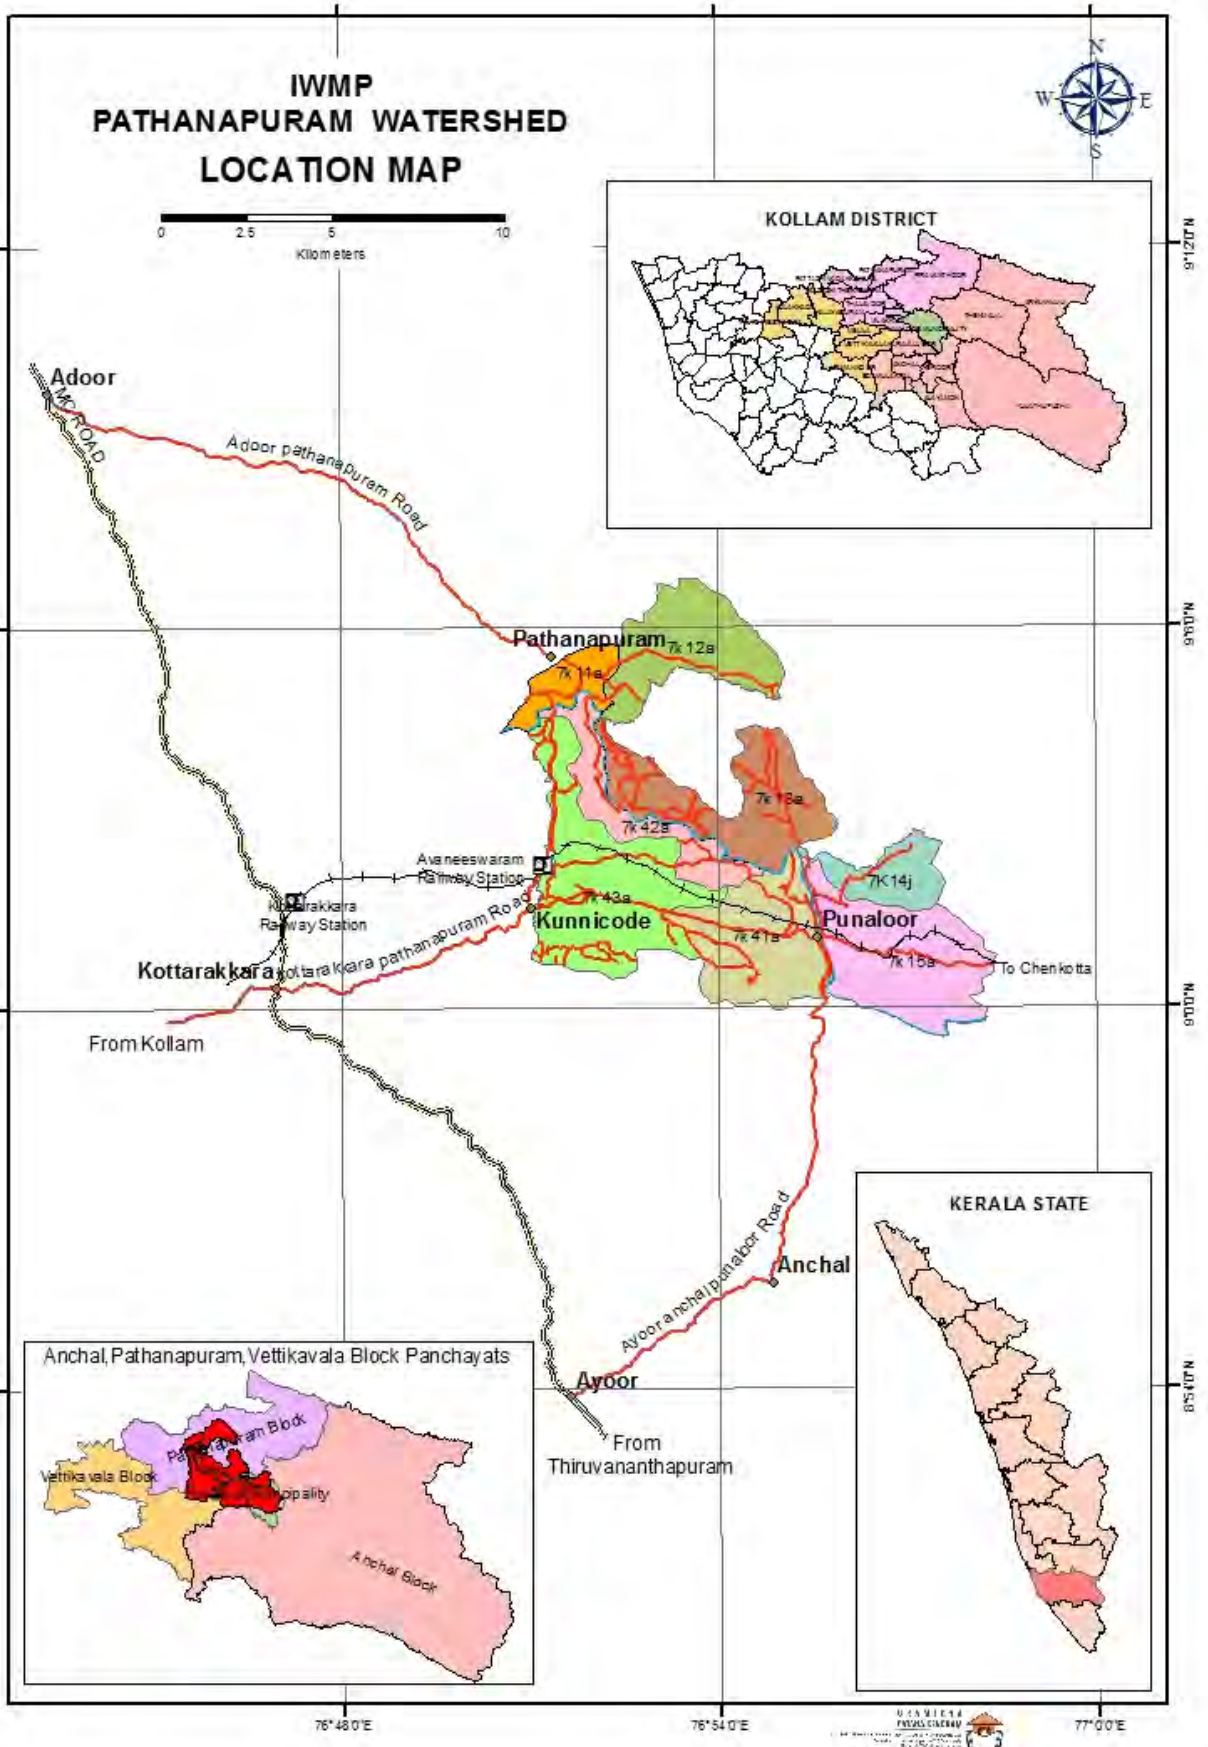 IWMP
PATHANAPURAM WATERSHED
LOCATION MAP
0 2.5 5 10
Kilometers
N
W E
S
KOLLAM DISTRICT
9°12'0"N
Adoor
MC ROAD
Adoor pathanapuram Road
9°6'0"N
Pathanapuram
7k 12a
7k 11a
7k 42a
Avaneeswaram
Railway Station
7K 14j
7k 43a
Kottarakkara
Railway Station
Kunnicode
Punaloor
7k 41a
7k 15a
To Chenkotta
Kottarakkara
kottarakkara pathanapuram Road
9°0'0"N
From Kollam
KERALA STATE
Ayoor anchal punaloor Road
Anchal
Anchal, Pathanapuram, Vettikavala Block Panchayats
Ayoor
8°54'0"N
From
Thiruvananthapuram
Vettikavala Block
Anchal Block
76°48'0"E 76°54'0"E 77°0'0"E